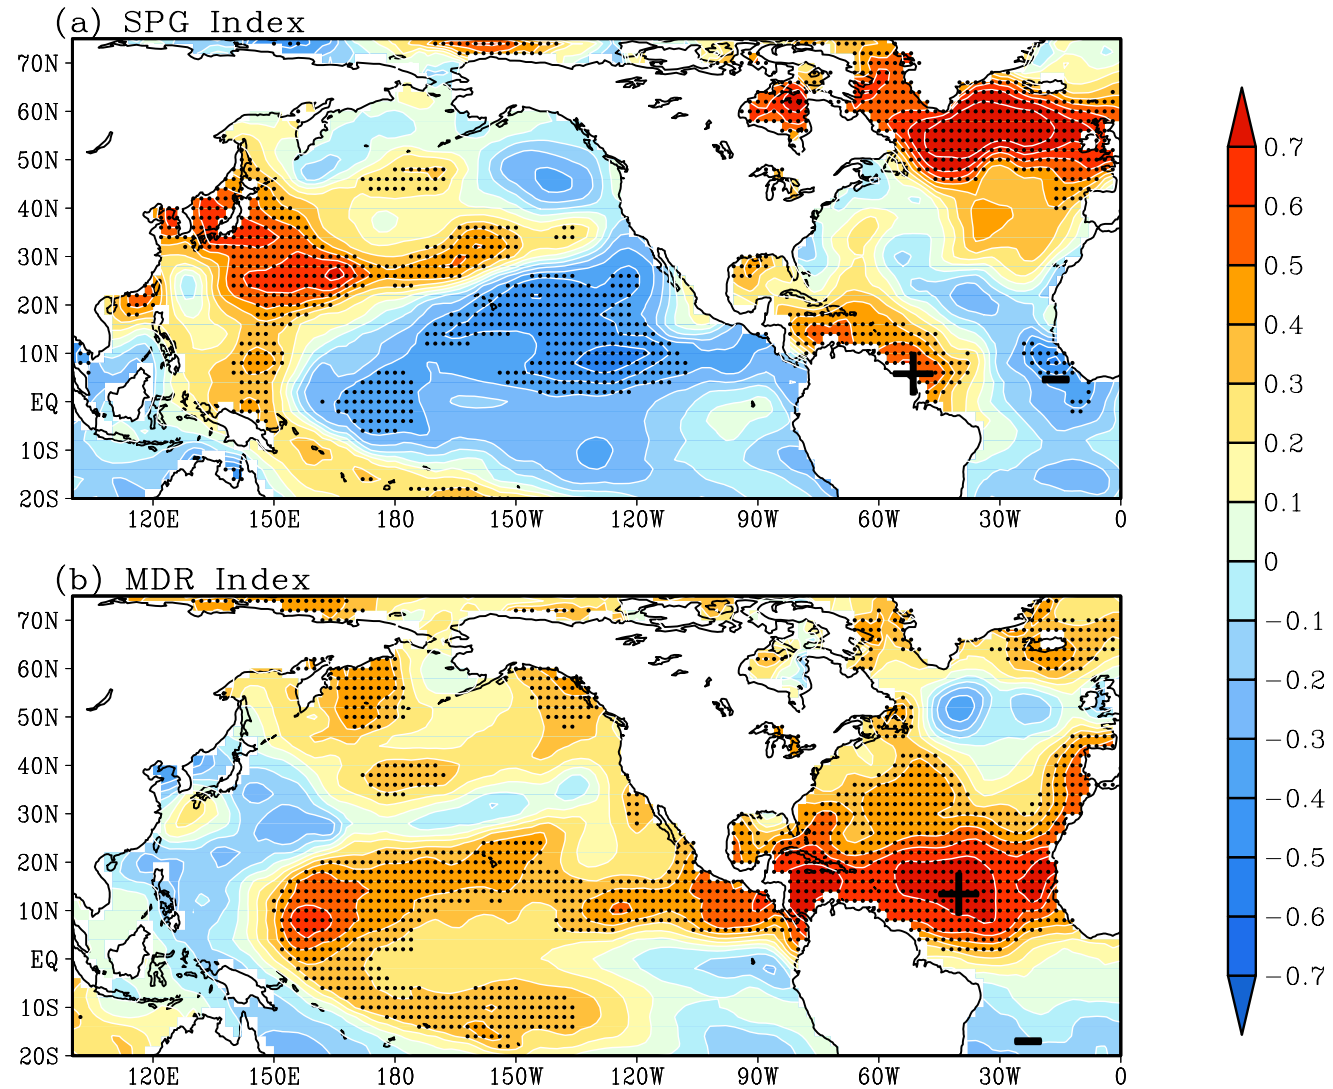 (a) SPG Index
70N
60N
50N
40N
30N
20N
10N
EQ
10S
20S
120E 150E 180 150W 120W 90W 60W 30W 0
(b) MDR Index
70N
60N
50N
40N
30N
20N
10N
EQ
10S
20S
120E 150E 180 150W 120W 90W 60W 30W 0
0.7
0.6
0.5
0.4
0.3
0.2
0.1
0
−0.1
−0.2
−0.3
−0.4
−0.5
−0.6
−0.7